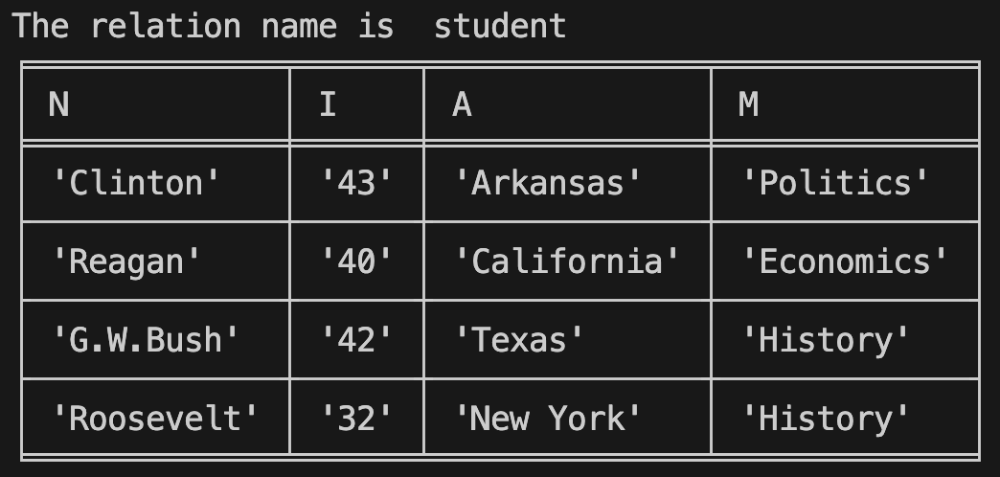 The relation name is  student
N I A M
'Clinton' '43' 'Arkansas' 'Politics'
'Reagan' '40' 'California' 'Economics'
'G.W.Bush' '42' 'Texas' 'History'
'Roosevelt' '32' 'New York' 'History'